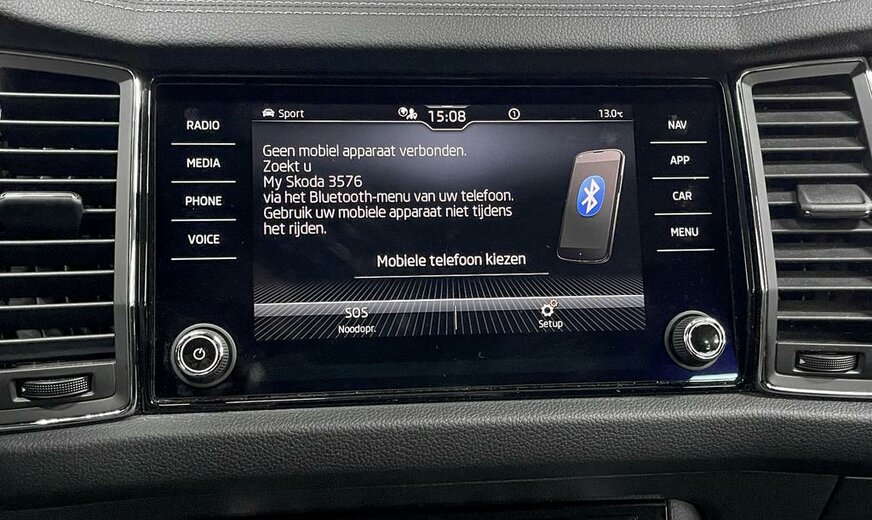 RADIO
MEDIA
PHONE
VOICE
Sport
15:08
13.0°C
Geen mobiel apparaat verbonden.
Zoekt u
My Skoda 3576
via het Bluetooth-menu van uw telefoon.
Gebruik uw mobiele apparaat niet tijdens
het rijden.
Mobiele telefoon kiezen
SOS
Noodopr.
Setup
NAV
APP
CAR
MENU